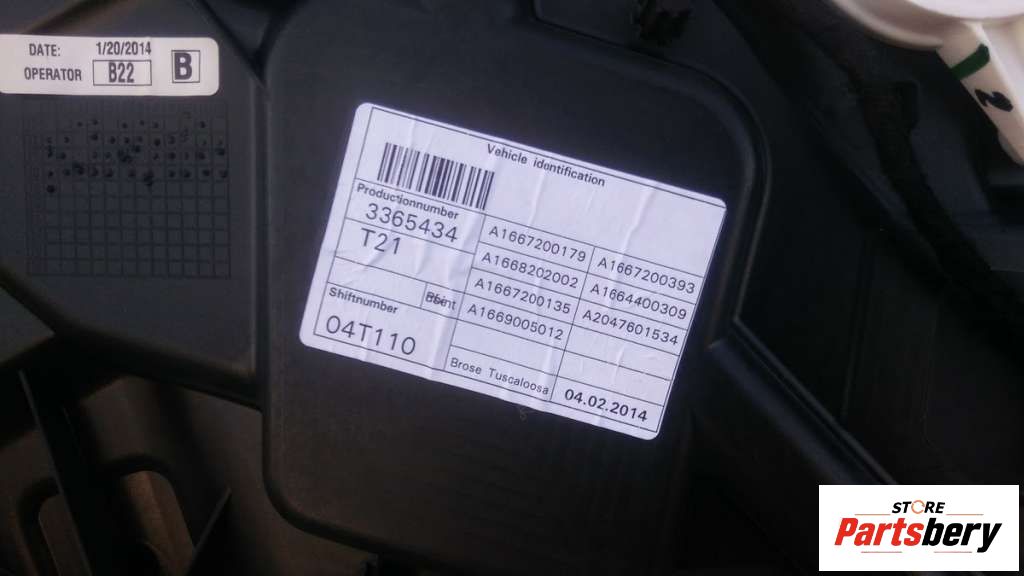 DATE: 1/20/2014
OPERATOR B22 B
Vehicle identification
Productionnumber
3365434
T21
A1667200179 A1667200393
A1668202002 A1664400309
A1667200135 A2047601534
A1669005012
Shiftnumber
04T110
Brose Tuscaloosa 04.02.2014
2
STORE
Partsbery